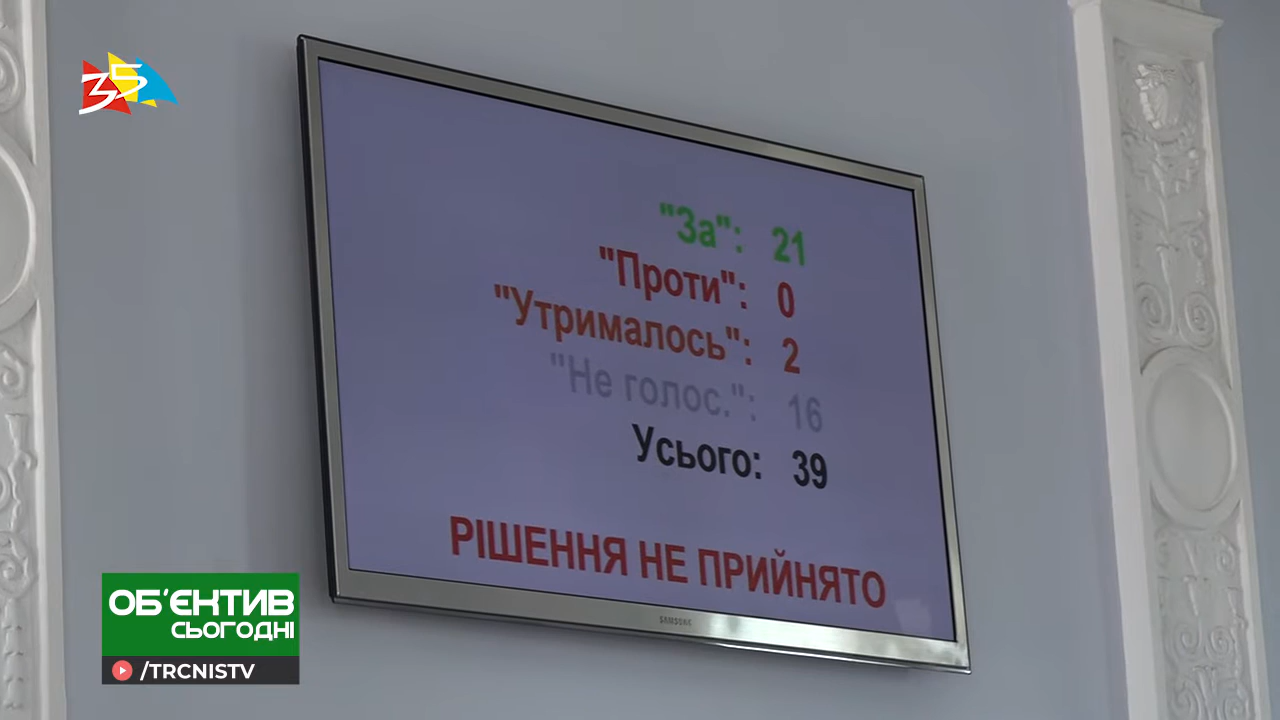 35
"За": 21
"Проти": 0
"Утрималось": 2
"Не голос.": 16
Усього: 39
РІШЕННЯ НЕ ПРИЙНЯТО
SAMSUNG
ОБ'ЄКТИВ
СЬОГОДНІ
/TRCNISTV